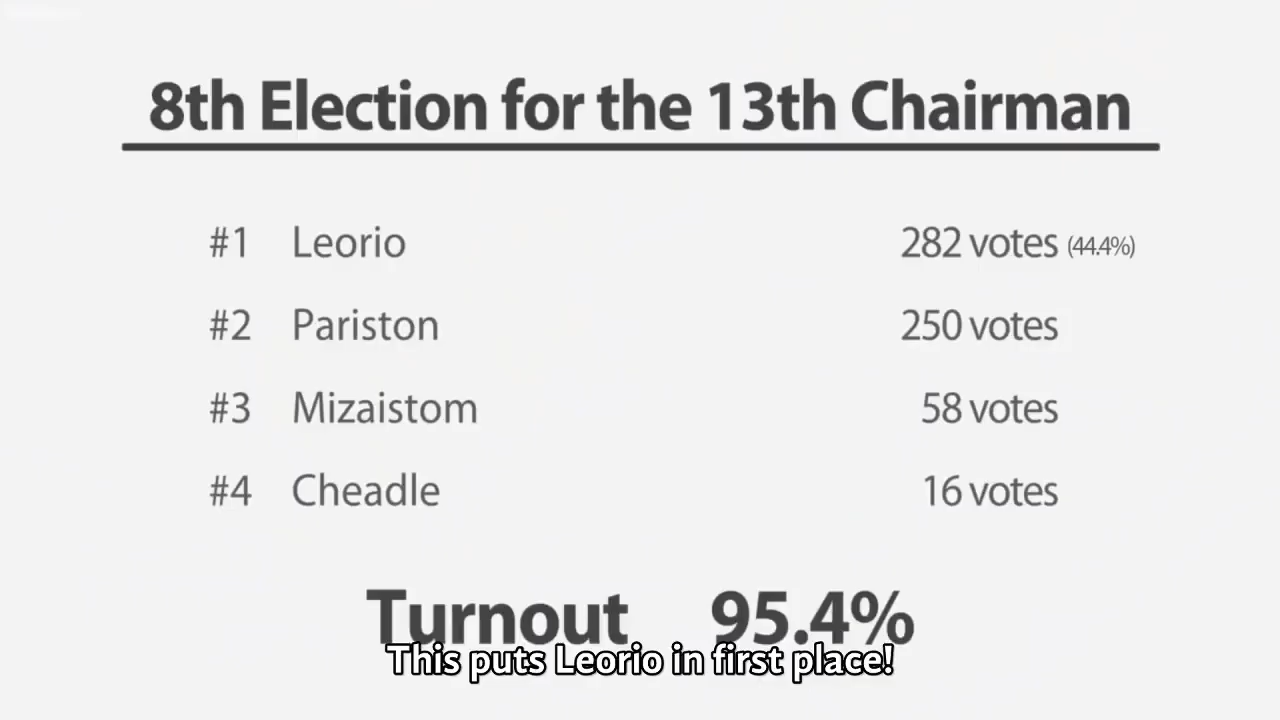 8th Election for the 13th Chairman
#1 Leorio 282 votes (44.4%)
#2 Pariston 250 votes
#3 Mizaistom 58 votes
#4 Cheadle 16 votes
Turnout 95.4%
This puts Leorio in first place!